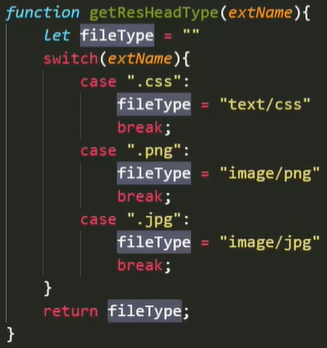 function getResHeadType(extName){
    let fileType = ""
    switch(extName){
        case ".css":
            fileType = "text/css"
            break;
        case ".png":
            fileType = "image/png"
            break;
        case ".jpg":
            fileType = "image/jpg"
            break;
    }
    return fileType;
}